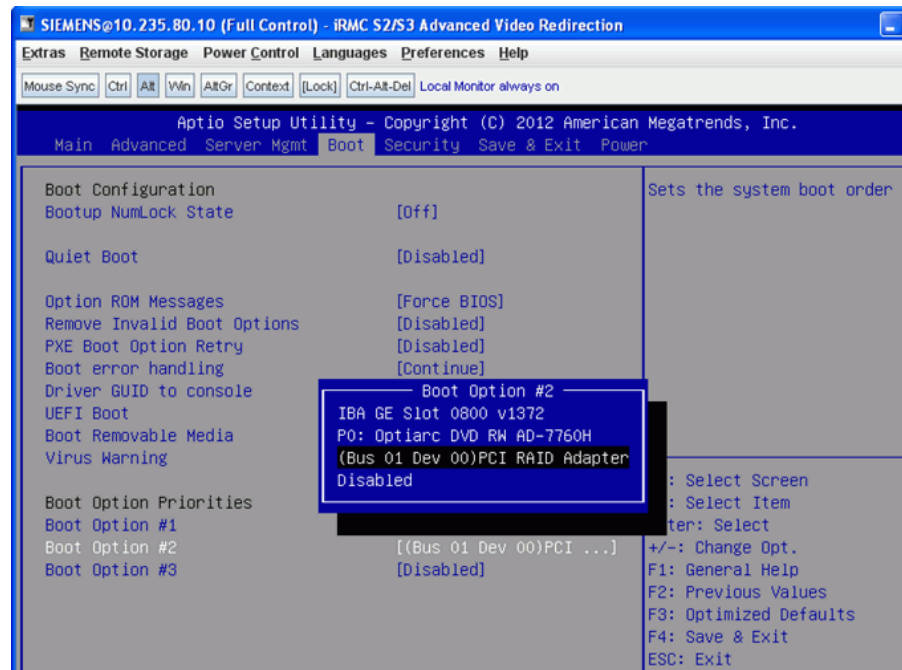 SIEMENS@10.235.80.10 (Full Control) - iRMC S2/S3 Advanced Video Redirection
Extras Remote Storage Power Control Languages Preferences Help
Mouse Sync Ctrl Alt Win AltGr Context [Lock] Ctrl-Alt-Del Local Monitor always on
Aptio Setup Utility – Copyright (C) 2012 American Megatrends, Inc.
Main Advanced Server Mgmt Boot Security Save & Exit Power
Boot Configuration
Sets the system boot order
Bootup NumLock State [Off]
Quiet Boot [Disabled]
Option ROM Messages [Force BIOS]
Remove Invalid Boot Options [Disabled]
PXE Boot Option Retry [Disabled]
Boot error handling [Continue]
Driver GUID to console
UEFI Boot
Boot Removable Media
Virus Warning
Boot Option #2
IBA GE Slot 0800 v1372
P0: Optiarc DVD RW AD-7760H
(Bus 01 Dev 00)PCI RAID Adapter
Disabled
Boot Option Priorities
Boot Option #1
Boot Option #2 [(Bus 01 Dev 00)PCI ...]
Boot Option #3 [Disabled]
: Select Screen
: Select Item
ter: Select
+/-: Change Opt.
F1: General Help
F2: Previous Values
F3: Optimized Defaults
F4: Save & Exit
ESC: Exit